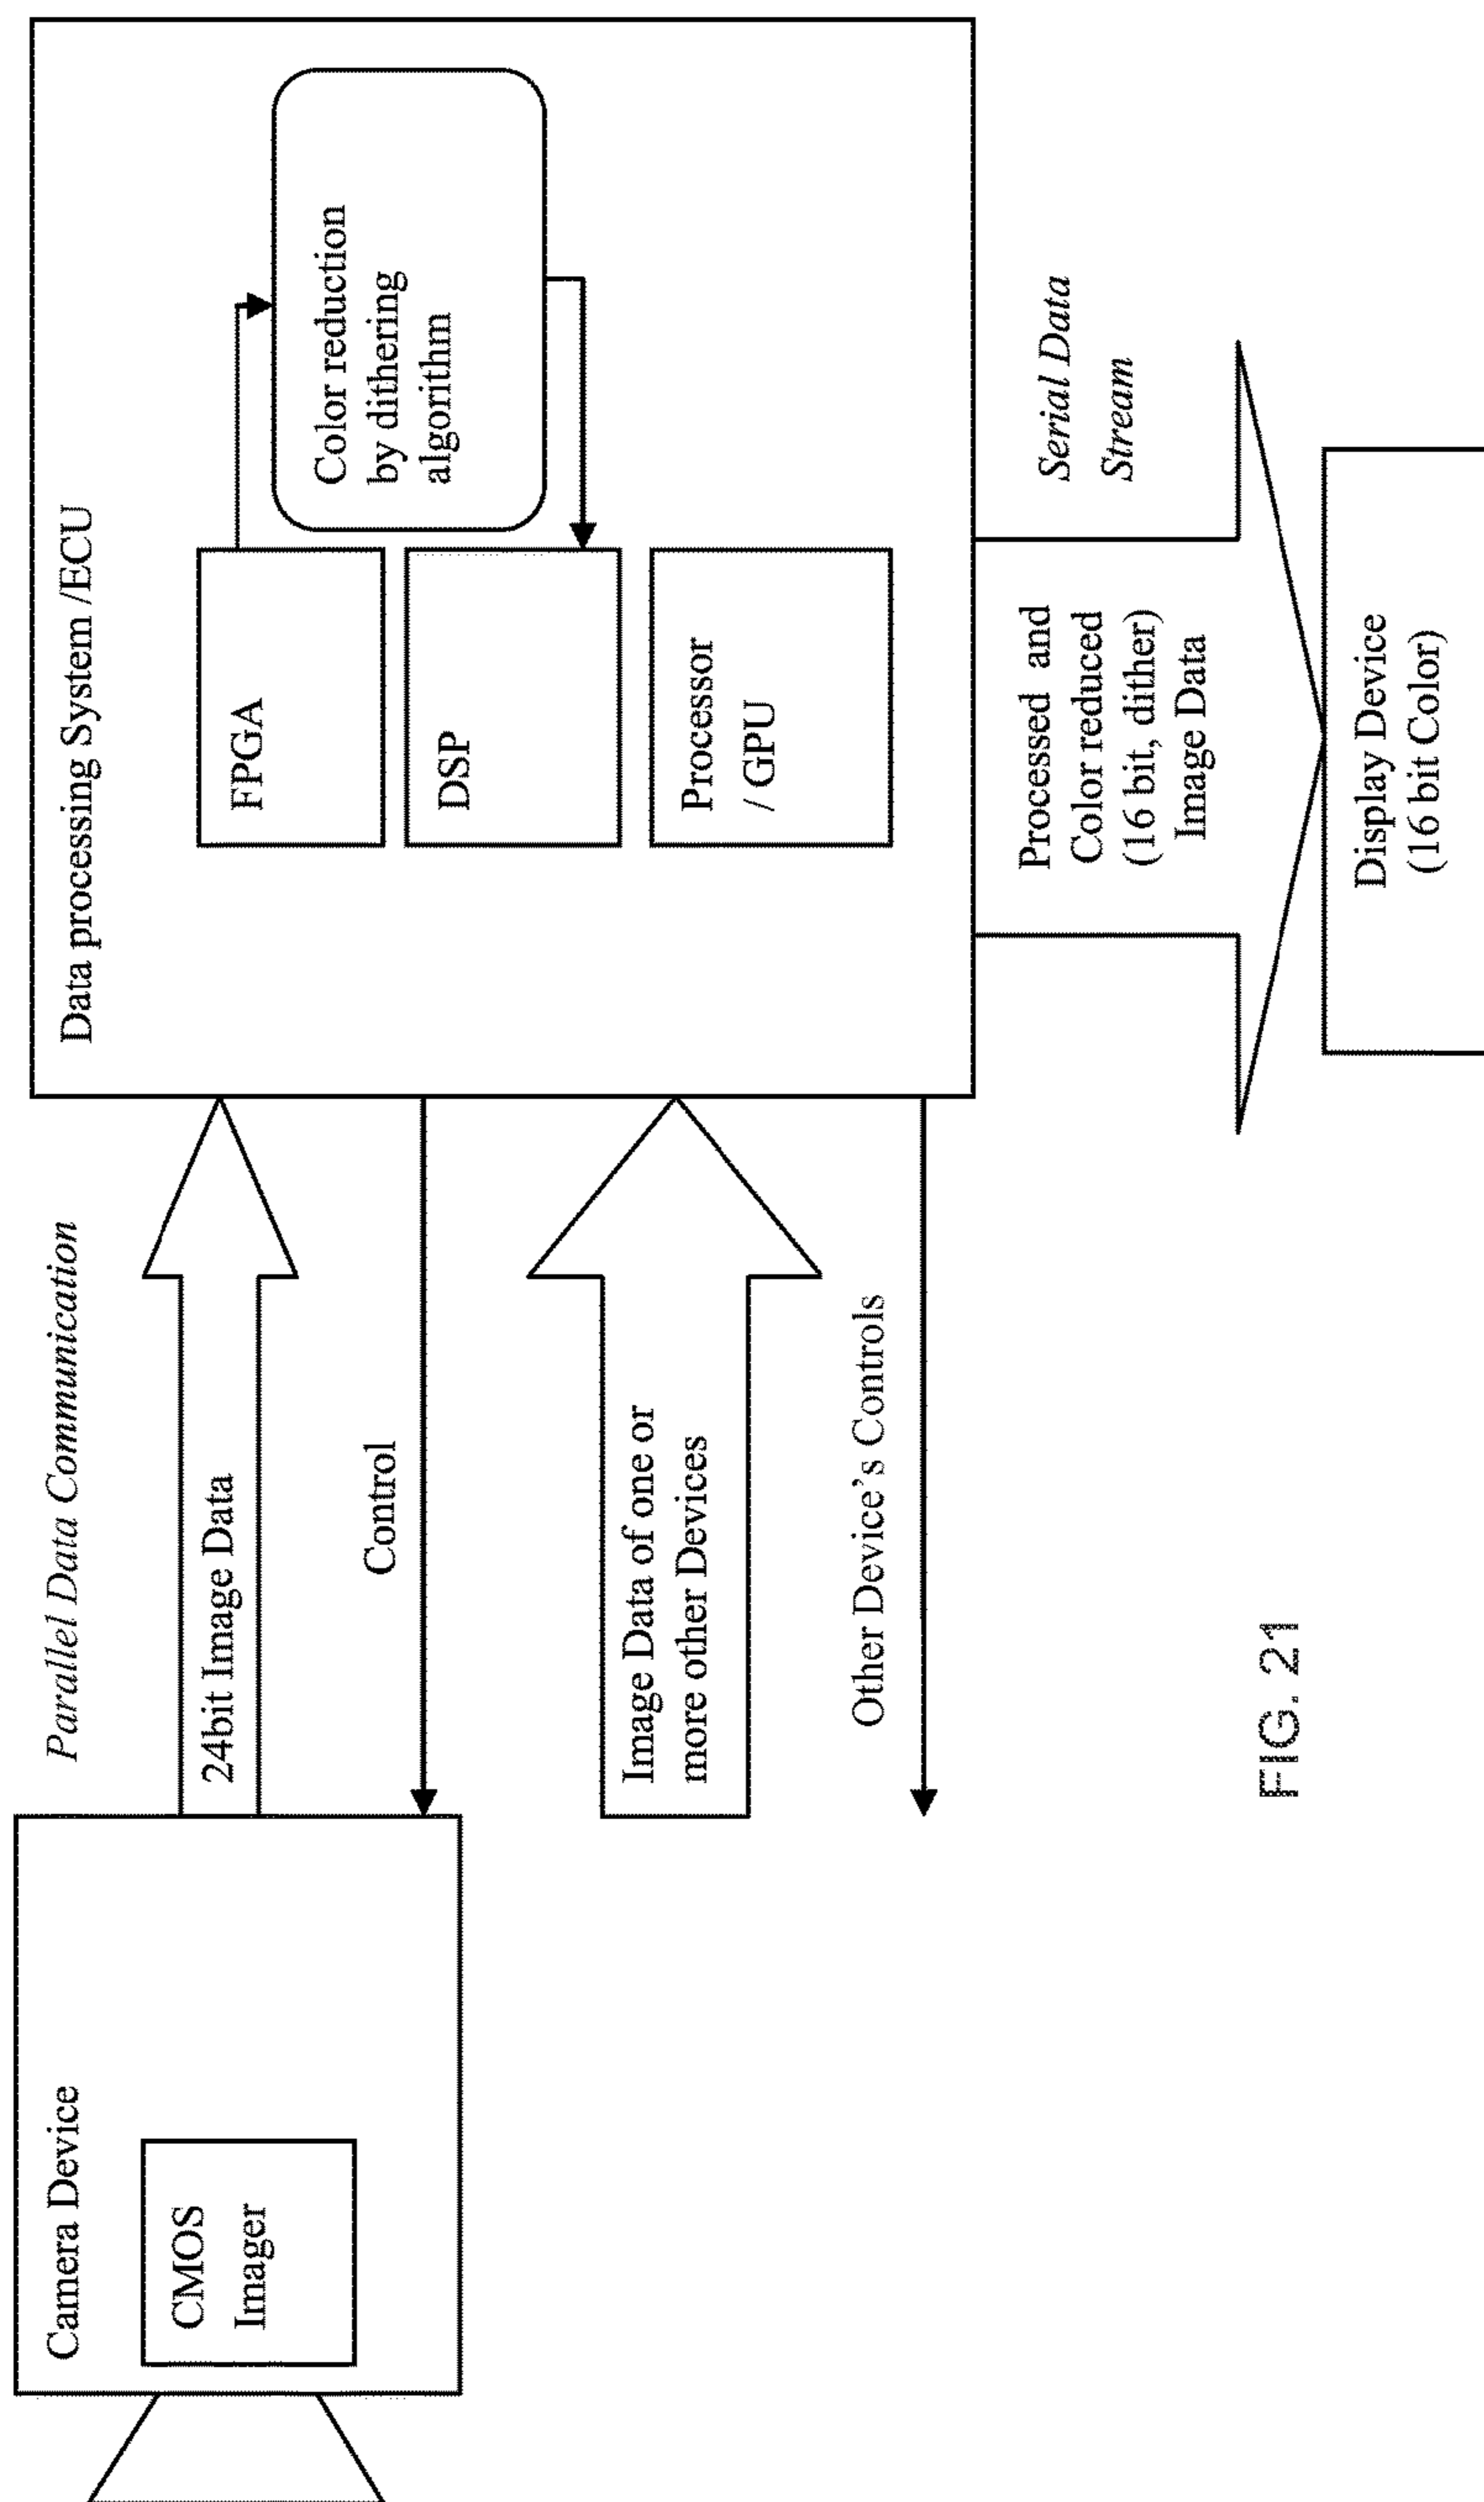 Camera Device
CMOS
Imager
Parallel Data Communication
24bit Image Data
Control
Image Data of one or
more other Devices
Other Device's Controls
Data processing System /ECU
FPGA
DSP
Processor
/ GPU
Color reduction
by dithering
algorithm
Processed and
Color reduced
(16 bit, dither)
Image Data
Serial Data
Stream
Display Device
(16 bit Color)
FIG. 21